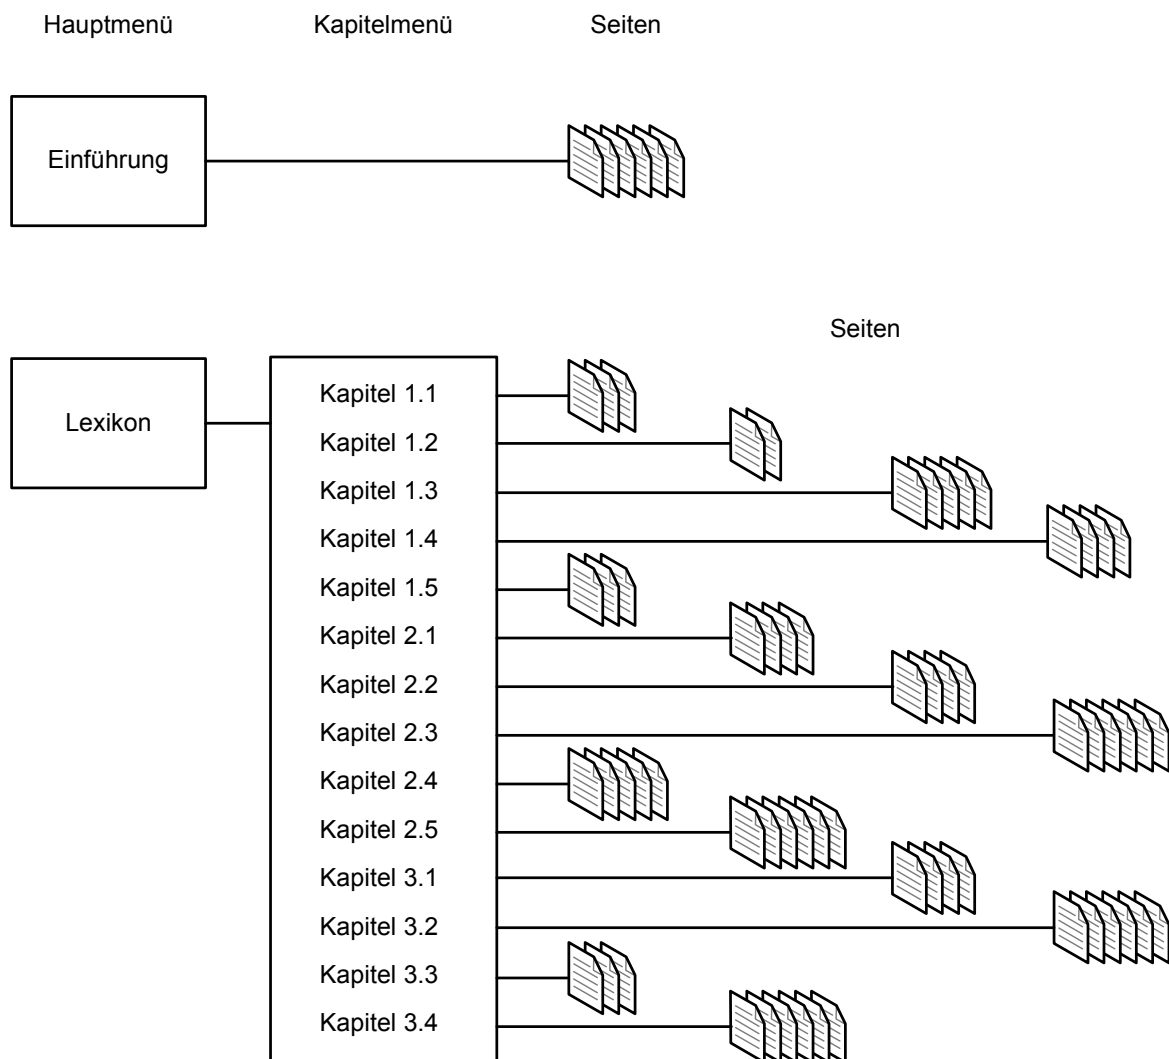 Hauptmenü Kapitelmenü Seiten
Einführung
Seiten
Lexikon
Kapitel 1.1
Kapitel 1.2
Kapitel 1.3
Kapitel 1.4
Kapitel 1.5
Kapitel 2.1
Kapitel 2.2
Kapitel 2.3
Kapitel 2.4
Kapitel 2.5
Kapitel 3.1
Kapitel 3.2
Kapitel 3.3
Kapitel 3.4